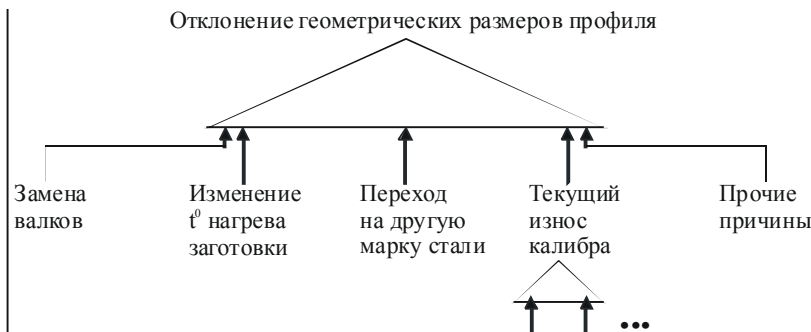 Отклонение геометрических размеров профиля
Замена
валков
Изменение
t⁰ нагрева
заготовки
Переход
на другую
марку стали
Текущий
износ
калибра
Прочие
причины
•••